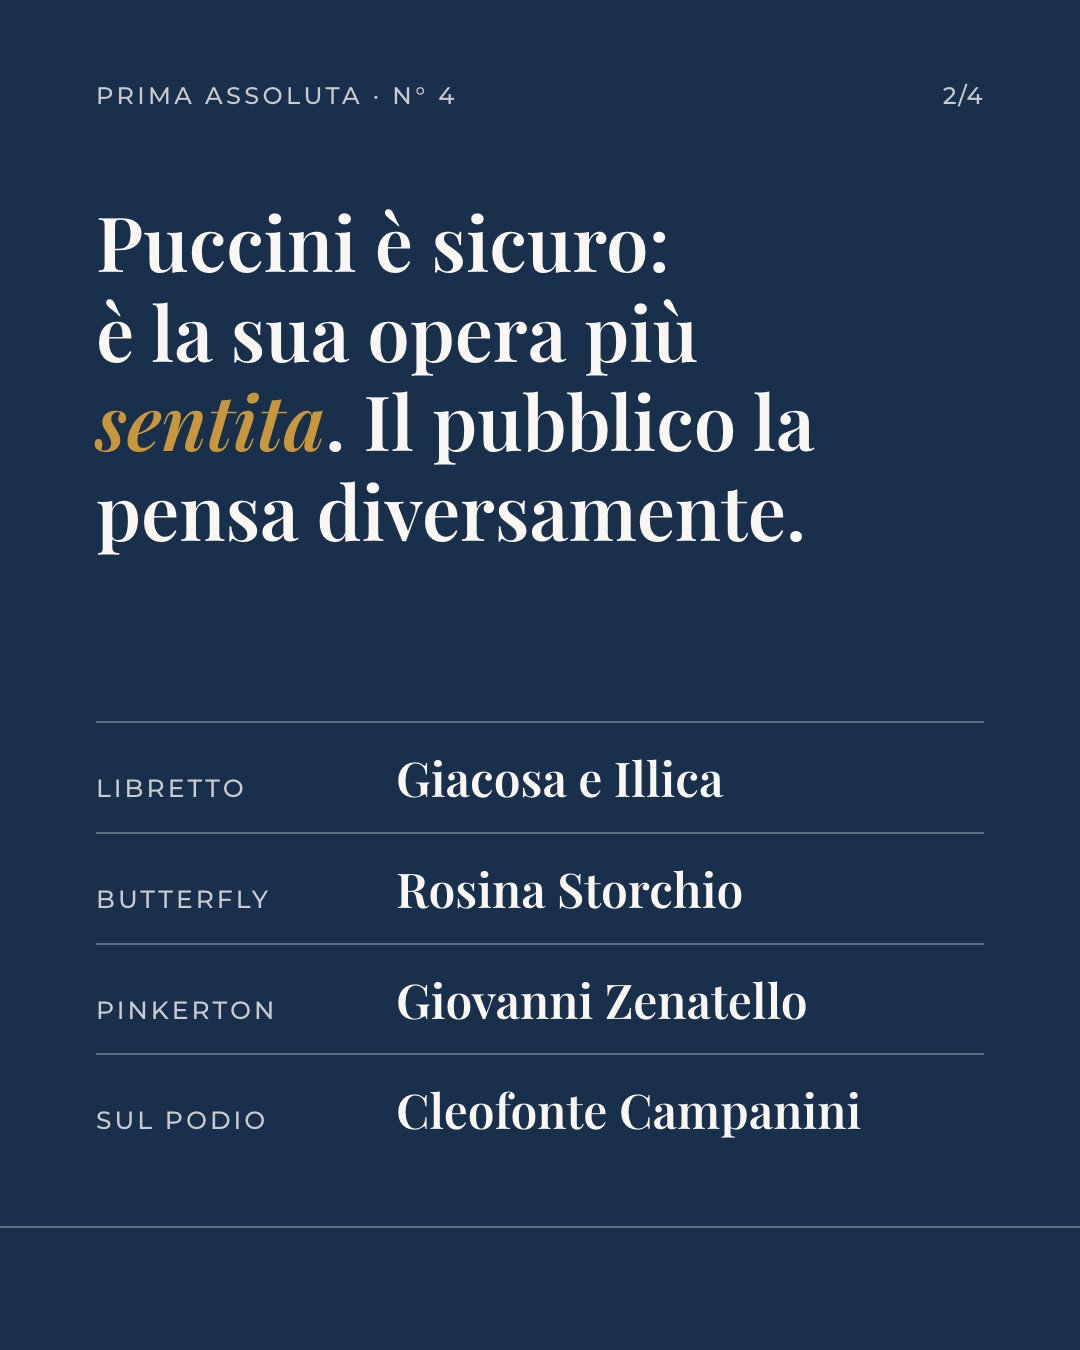 PRIMA ASSOLUTA · N° 4
2/4
Puccini è sicuro:
è la sua opera più
sentita. Il pubblico la
pensa diversamente.
LIBRETTO Giacosa e Illica
BUTTERFLY Rosina Storchio
PINKERTON Giovanni Zenatello
SUL PODIO Cleofonte Campanini